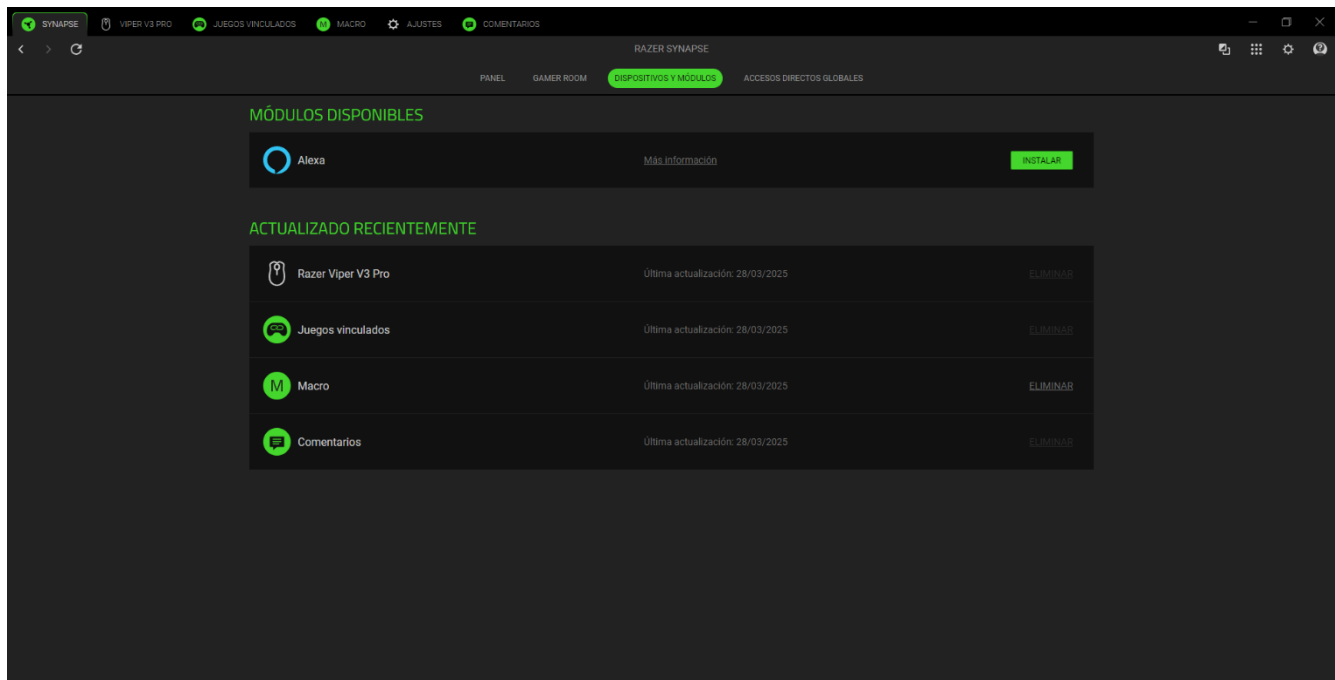 SYNAPSE VIPER V3 PRO JUEGOS VINCULADOS M MACRO AJUSTES COMENTARIOS
RAZER SYNAPSE
PANEL GAMER ROOM DISPOSITIVOS Y MÓDULOS ACCESOS DIRECTOS GLOBALES
MÓDULOS DISPONIBLES
Alexa Más información INSTALAR
ACTUALIZADO RECIENTEMENTE
Razer Viper V3 Pro Última actualización: 28/03/2025 ELIMINAR
Juegos vinculados Última actualización: 28/03/2025 ELIMINAR
M Macro Última actualización: 28/03/2025 ELIMINAR
Comentarios Última actualización: 28/03/2025 ELIMINAR